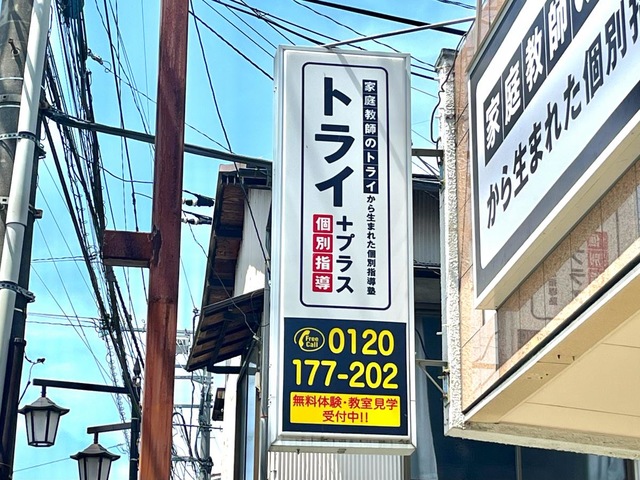 家庭教師のトライから生まれた個別指導塾
トライ
+プラス
個別指導
Free Call
0120
177-202
無料体験・教室見学
受付中!!
家庭教師の
から生まれた個別指